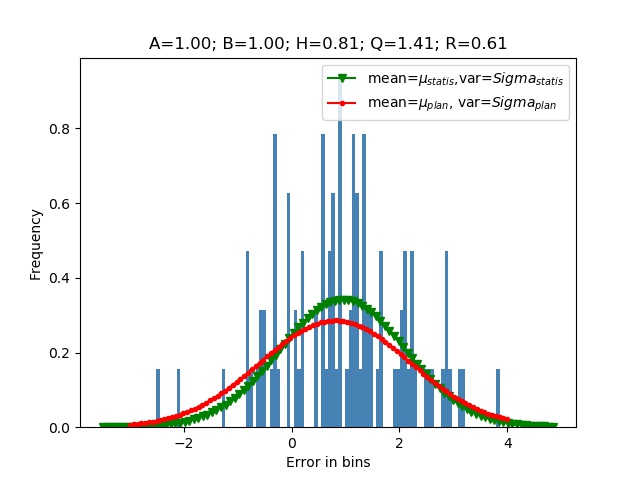 A=1.00; B=1.00; H=0.81; Q=1.41; R=0.61
mean=μstatis,var=Sigmastatis
mean=μplan, var=Sigmaplan
0.8
0.6
0.4
0.2
0.0
Frequency
−2
0
2
4
Error in bins